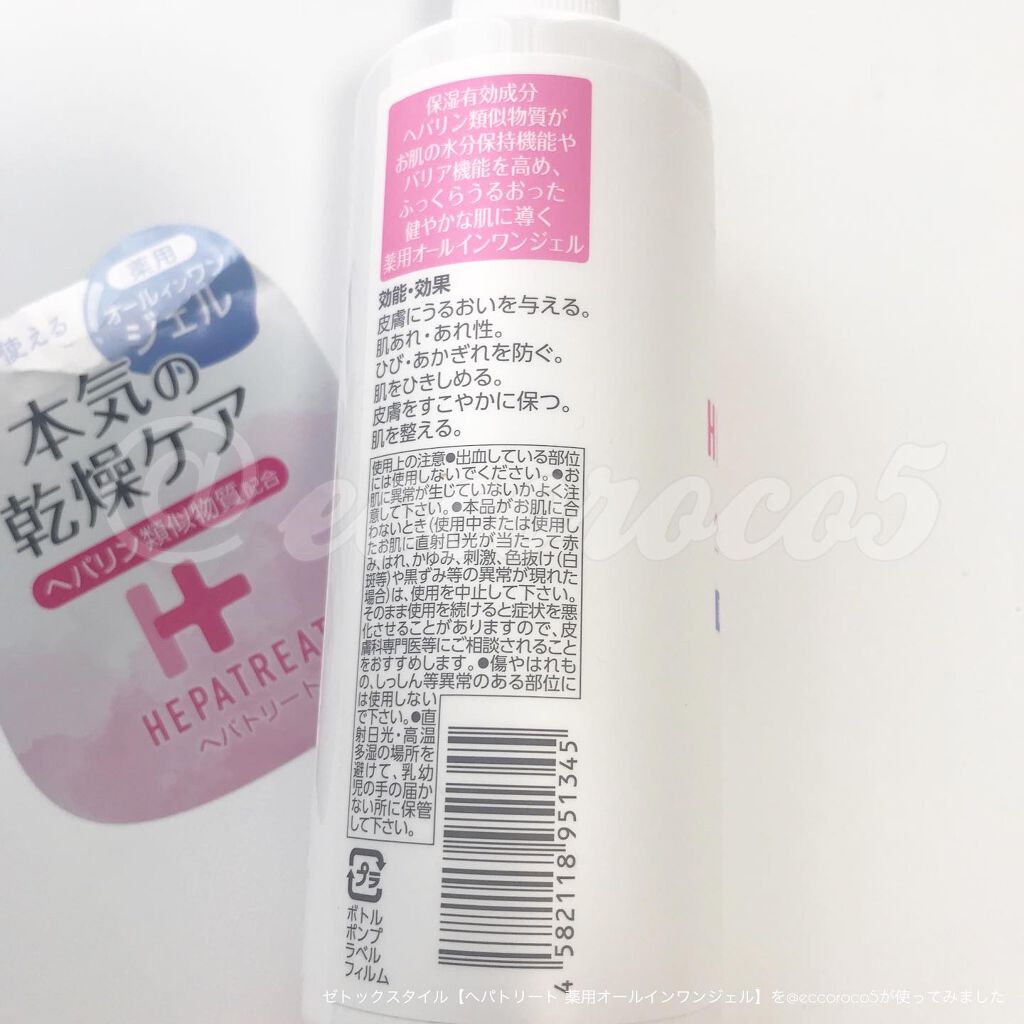 保湿有効成分
ヘパリン類似物質が
お肌の水分保持機能や
バリア機能を高め、
ふっくらうるおった
健やかな肌に導く
薬用オールインワンジェル
効能・効果
皮膚にうるおいを与える。
肌あれ・あれ性。
ひび・あかぎれを防ぐ。
肌をひきしめる。
皮膚をすこやかに保つ。
肌を整える。
使用上の注意●出血している部位
には使用しないでください。●お
肌に異常が生じていないかよく注
意して下さい。●本品がお肌に合
わないとき(使用中または使用し
たお肌に直射日光が当たって赤
み、はれ、かゆみ、刺激、色抜け(白
斑等)や黒ずみ等の異常が現れた
場合)は、使用を中止して下さい。
そのまま使用を続けると症状を悪
化させることがありますので、皮
膚科専門医等にご相談されること
をおすすめします。●傷やはれも
の、しっしん等異常のある部位に
は使用しない
で下さい。●直
射日光・高温
多湿の場所を
避けて、乳幼
児の手の届か
ない所に保管
して下さい。
プラ
ボトル
ポンプ
ラベル
フィルム
4 582118 951345
薬用
オールインワン
ジェル
使える
本気の
乾燥ケア
ヘパリン類似物質配合
HEPATREAT
ヘパトリート
@eccoroco5
ゼトックスタイル【ヘパトリート 薬用オールインワンジェル】を@eccoroco5が使ってみました